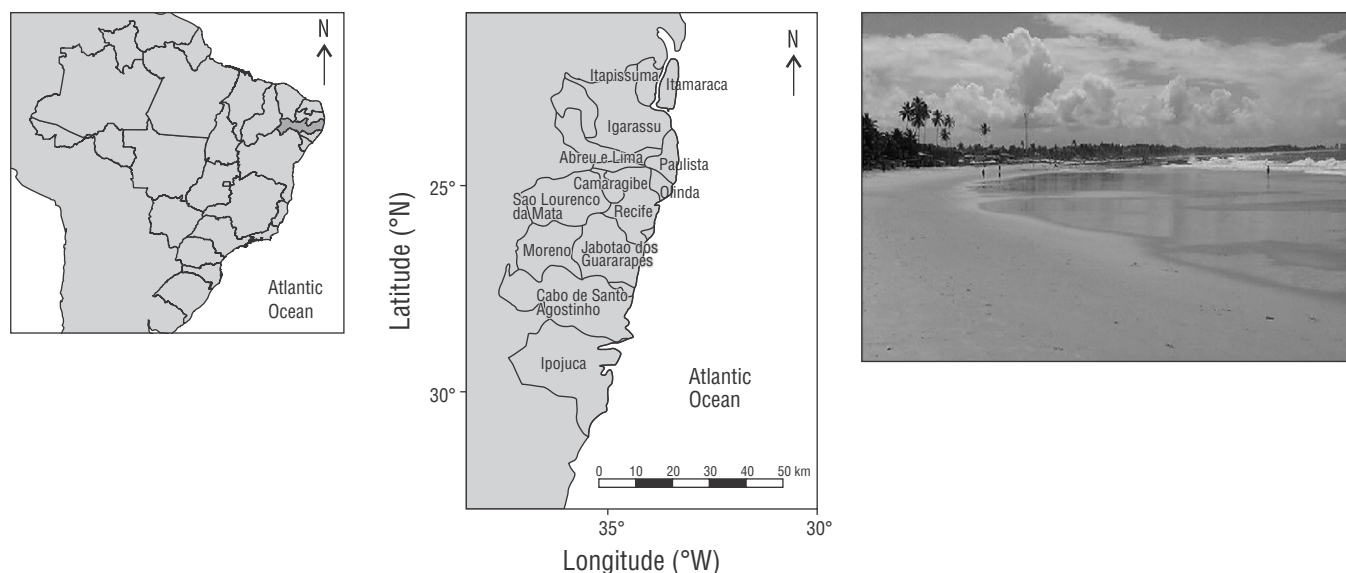 N
Atlantic
Ocean
Latitude (°N)
25°
30°
N
Itapissuma
Itamaraca
Igarassu
Abreu e Lima
Paulista
Camaragibe
Olinda
Sao Lourenco
da Mata
Recife
Moreno
Jabotao dos
Guararapes
Cabo de Santo
Agostinho
Ipojuca
Atlantic
Ocean
0 10 20 30 40 50 km
35°
30°
Longitude (°W)